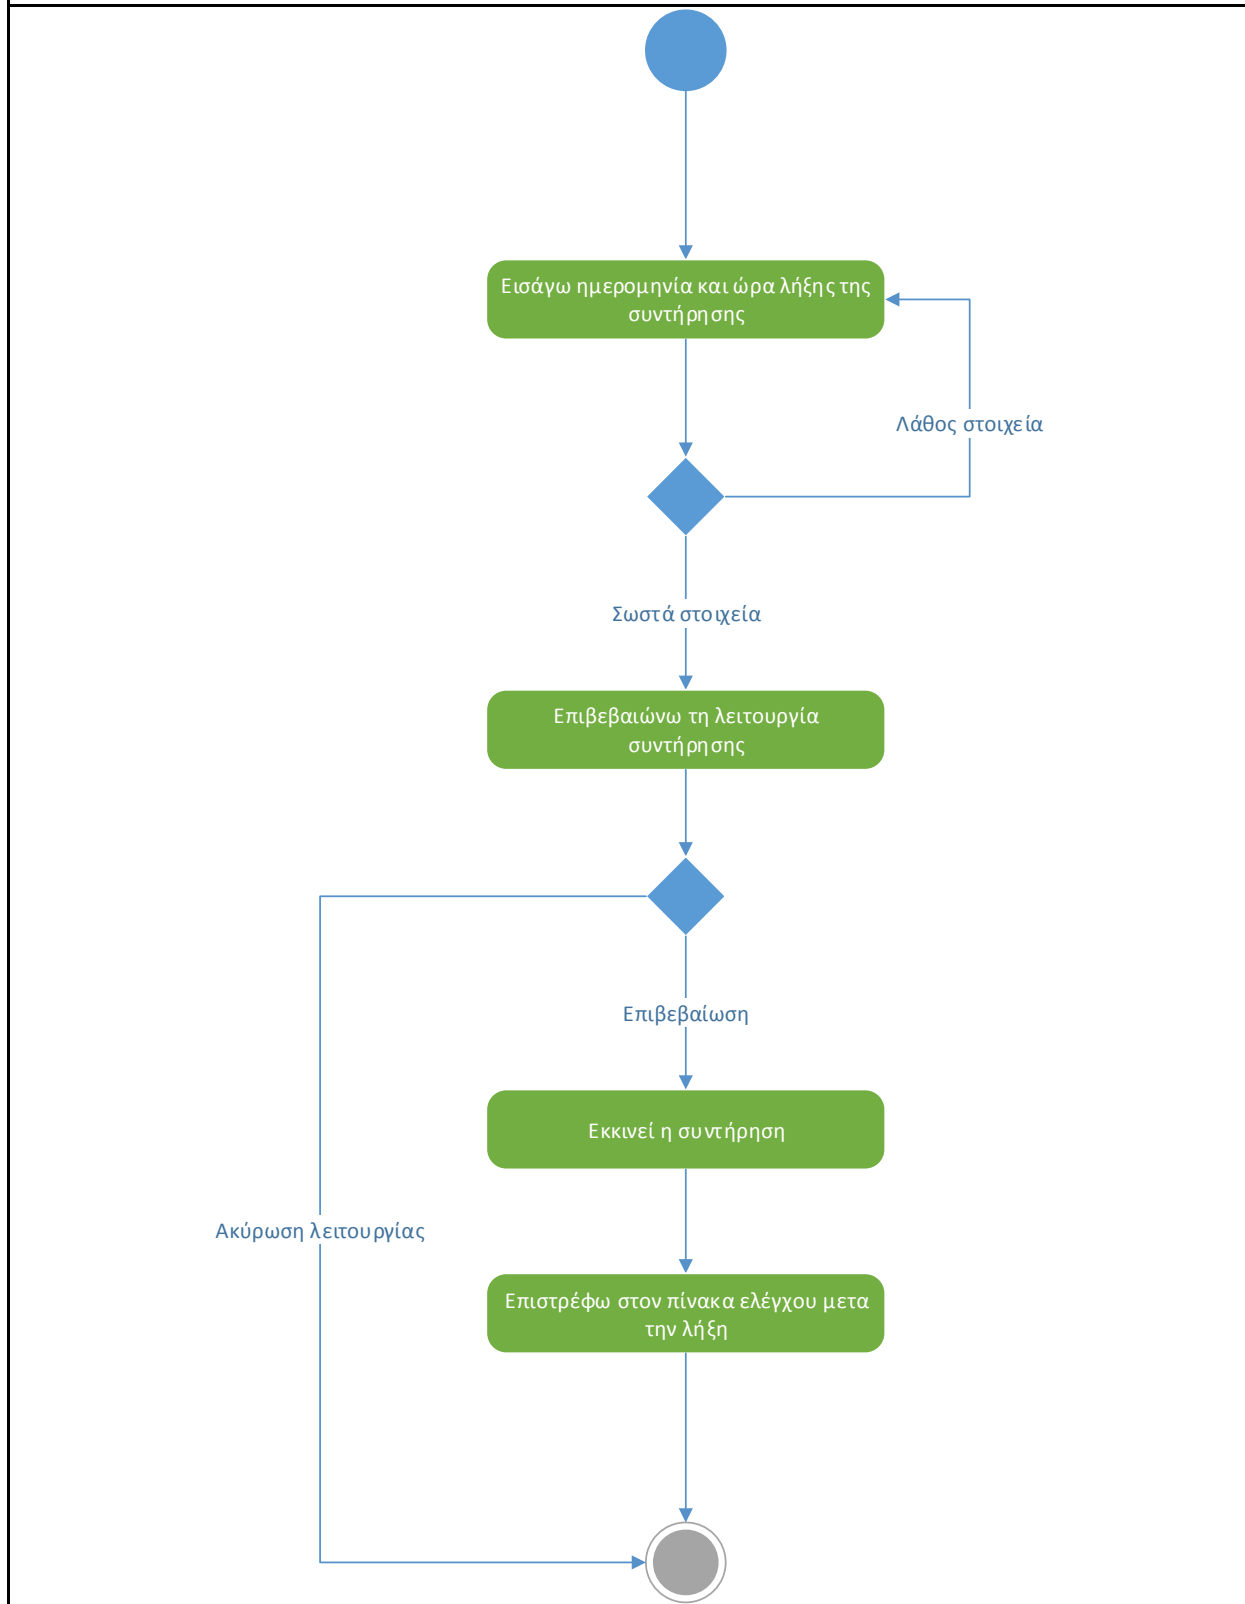 Εισάγω ημερομηνία και ώρα λήξης της
συντήρησης
Λάθος στοιχεία
Σωστά στοιχεία
Επιβεβαιώνω τη λειτουργία
συντήρησης
Επιβεβαίωση
Εκκινεί η συντήρηση
Ακύρωση λειτουργίας
Επιστρέφω στον πίνακα ελέγχου μετα
την λήξη